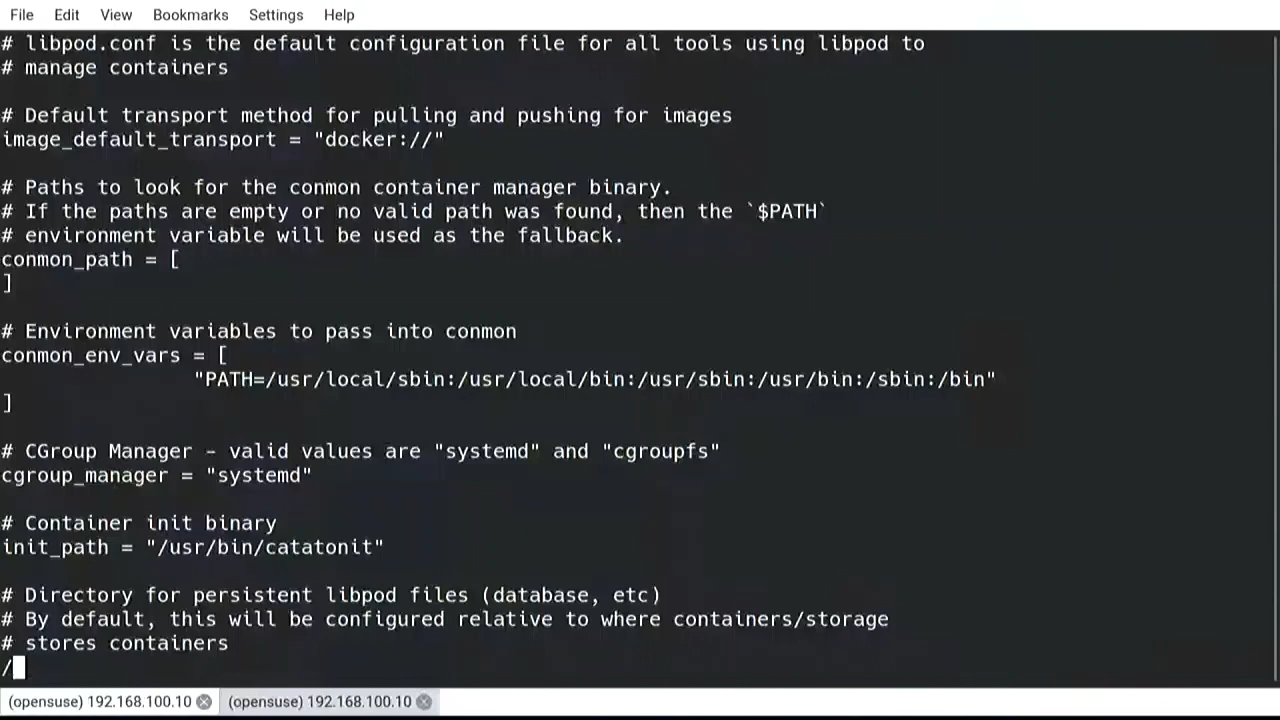 File Edit View Bookmarks Settings Help
# libpod.conf is the default configuration file for all tools using libpod to
# manage containers
# Default transport method for pulling and pushing for images
image_default_transport = "docker://"
# Paths to look for the conmon container manager binary.
# If the paths are empty or no valid path was found, then the `$PATH`
# environment variable will be used as the fallback.
conmon_path = [
]
# Environment variables to pass into conmon
conmon_env_vars = [
"PATH=/usr/local/sbin:/usr/local/bin:/usr/sbin:/usr/bin:/sbin:/bin"
]
# CGroup Manager - valid values are "systemd" and "cgroupfs"
cgroup_manager = "systemd"
# Container init binary
init_path = "/usr/bin/catatonit"
# Directory for persistent libpod files (database, etc)
# By default, this will be configured relative to where containers/storage
# stores containers
/
(opensuse) 192.168.100.10 (opensuse) 192.168.100.10